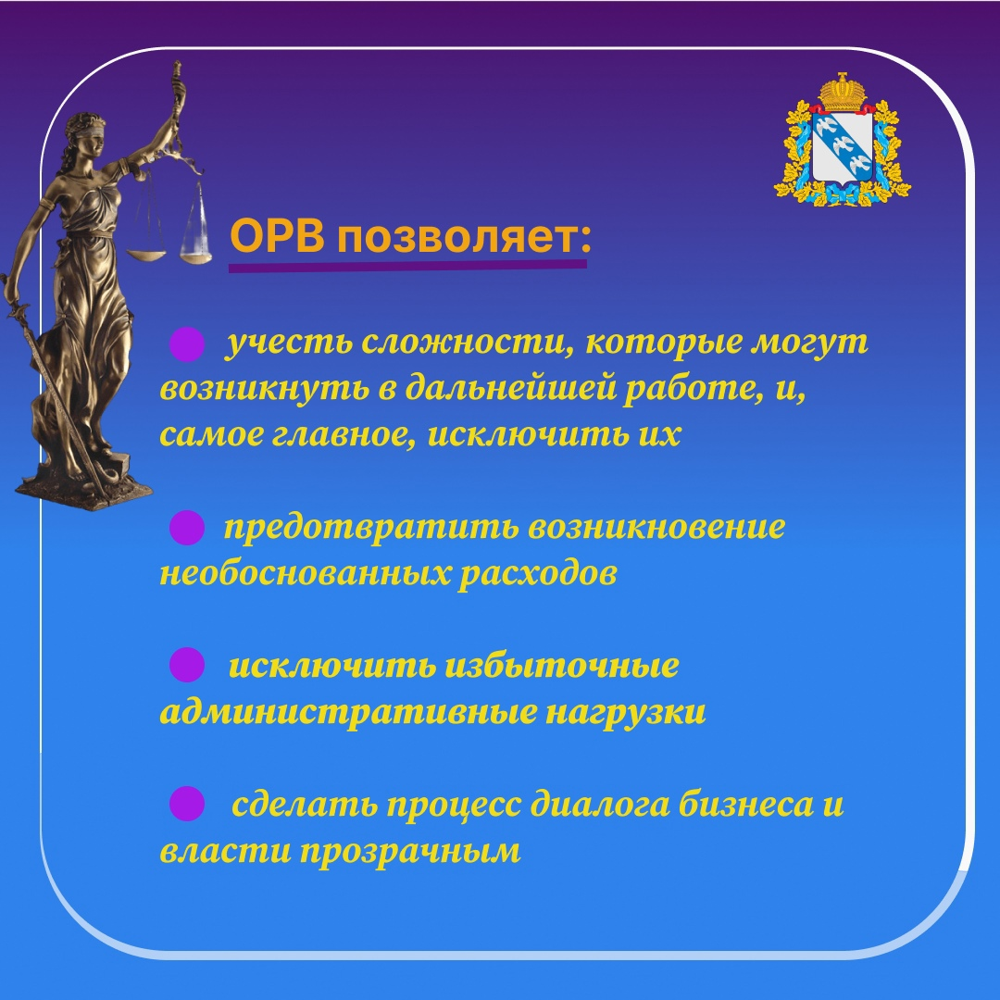 ОРВ позволяет:
учесть сложности, которые могут
возникнуть в дальнейшей работе, и,
самое главное, исключить их
предотвратить возникновение
необоснованных расходов
исключить избыточные
административные нагрузки
сделать процесс диалога бизнеса и
власти прозрачным